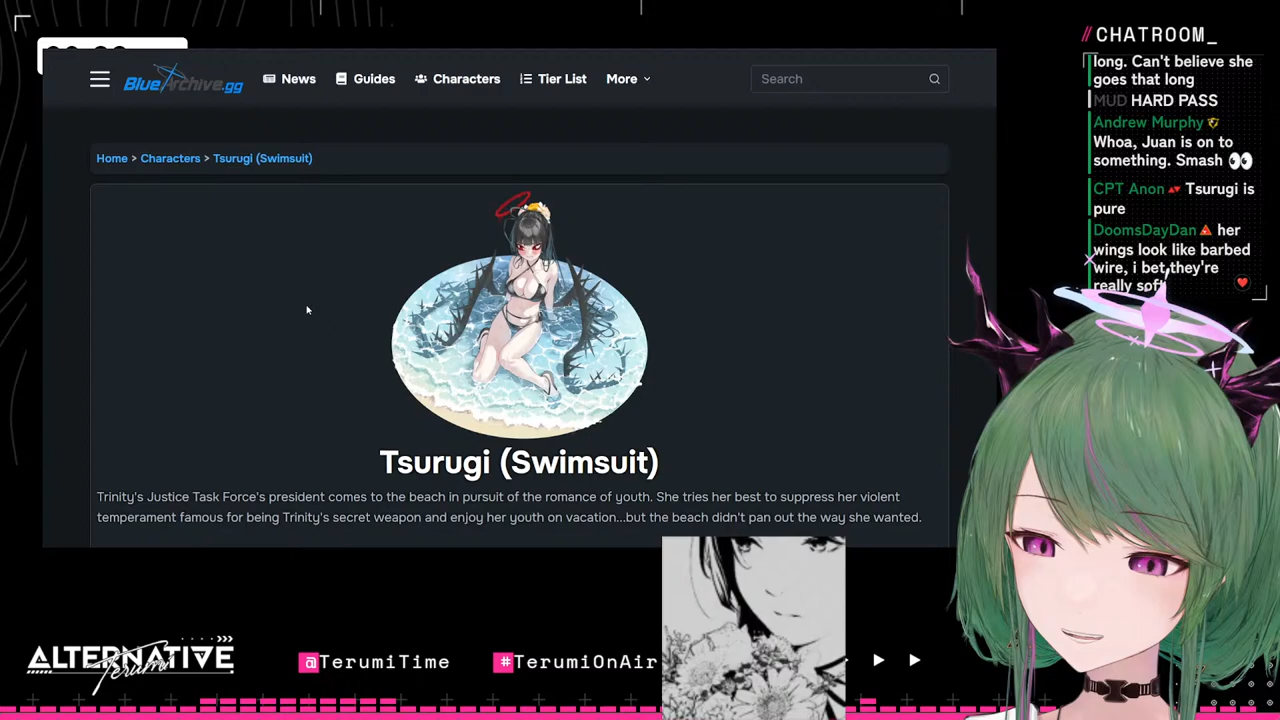 //CHATROOM_
long. Can't believe she
goes that long
MUD HARD PASS
Andrew Murphy
Whoa, Juan is on to
something. Smash 👀
CPT Anon Tsurugi is
pure
DoomsDayDan her
wings look like barbed
wire, i bet they're
really soft
BlueArchive.gg
News
Guides
Characters
Tier List
More
Search
Home > Characters > Tsurugi (Swimsuit)
Tsurugi (Swimsuit)
Trinity's Justice Task Force's president comes to the beach in pursuit of the romance of youth. She tries her best to suppress her violent
temperament famous for being Trinity's secret weapon and enjoy her youth on vacation...but the beach didn't pan out the way she wanted.
ALTERNATIVE
Terumi
@TerumiTime
#TerumiOnAir